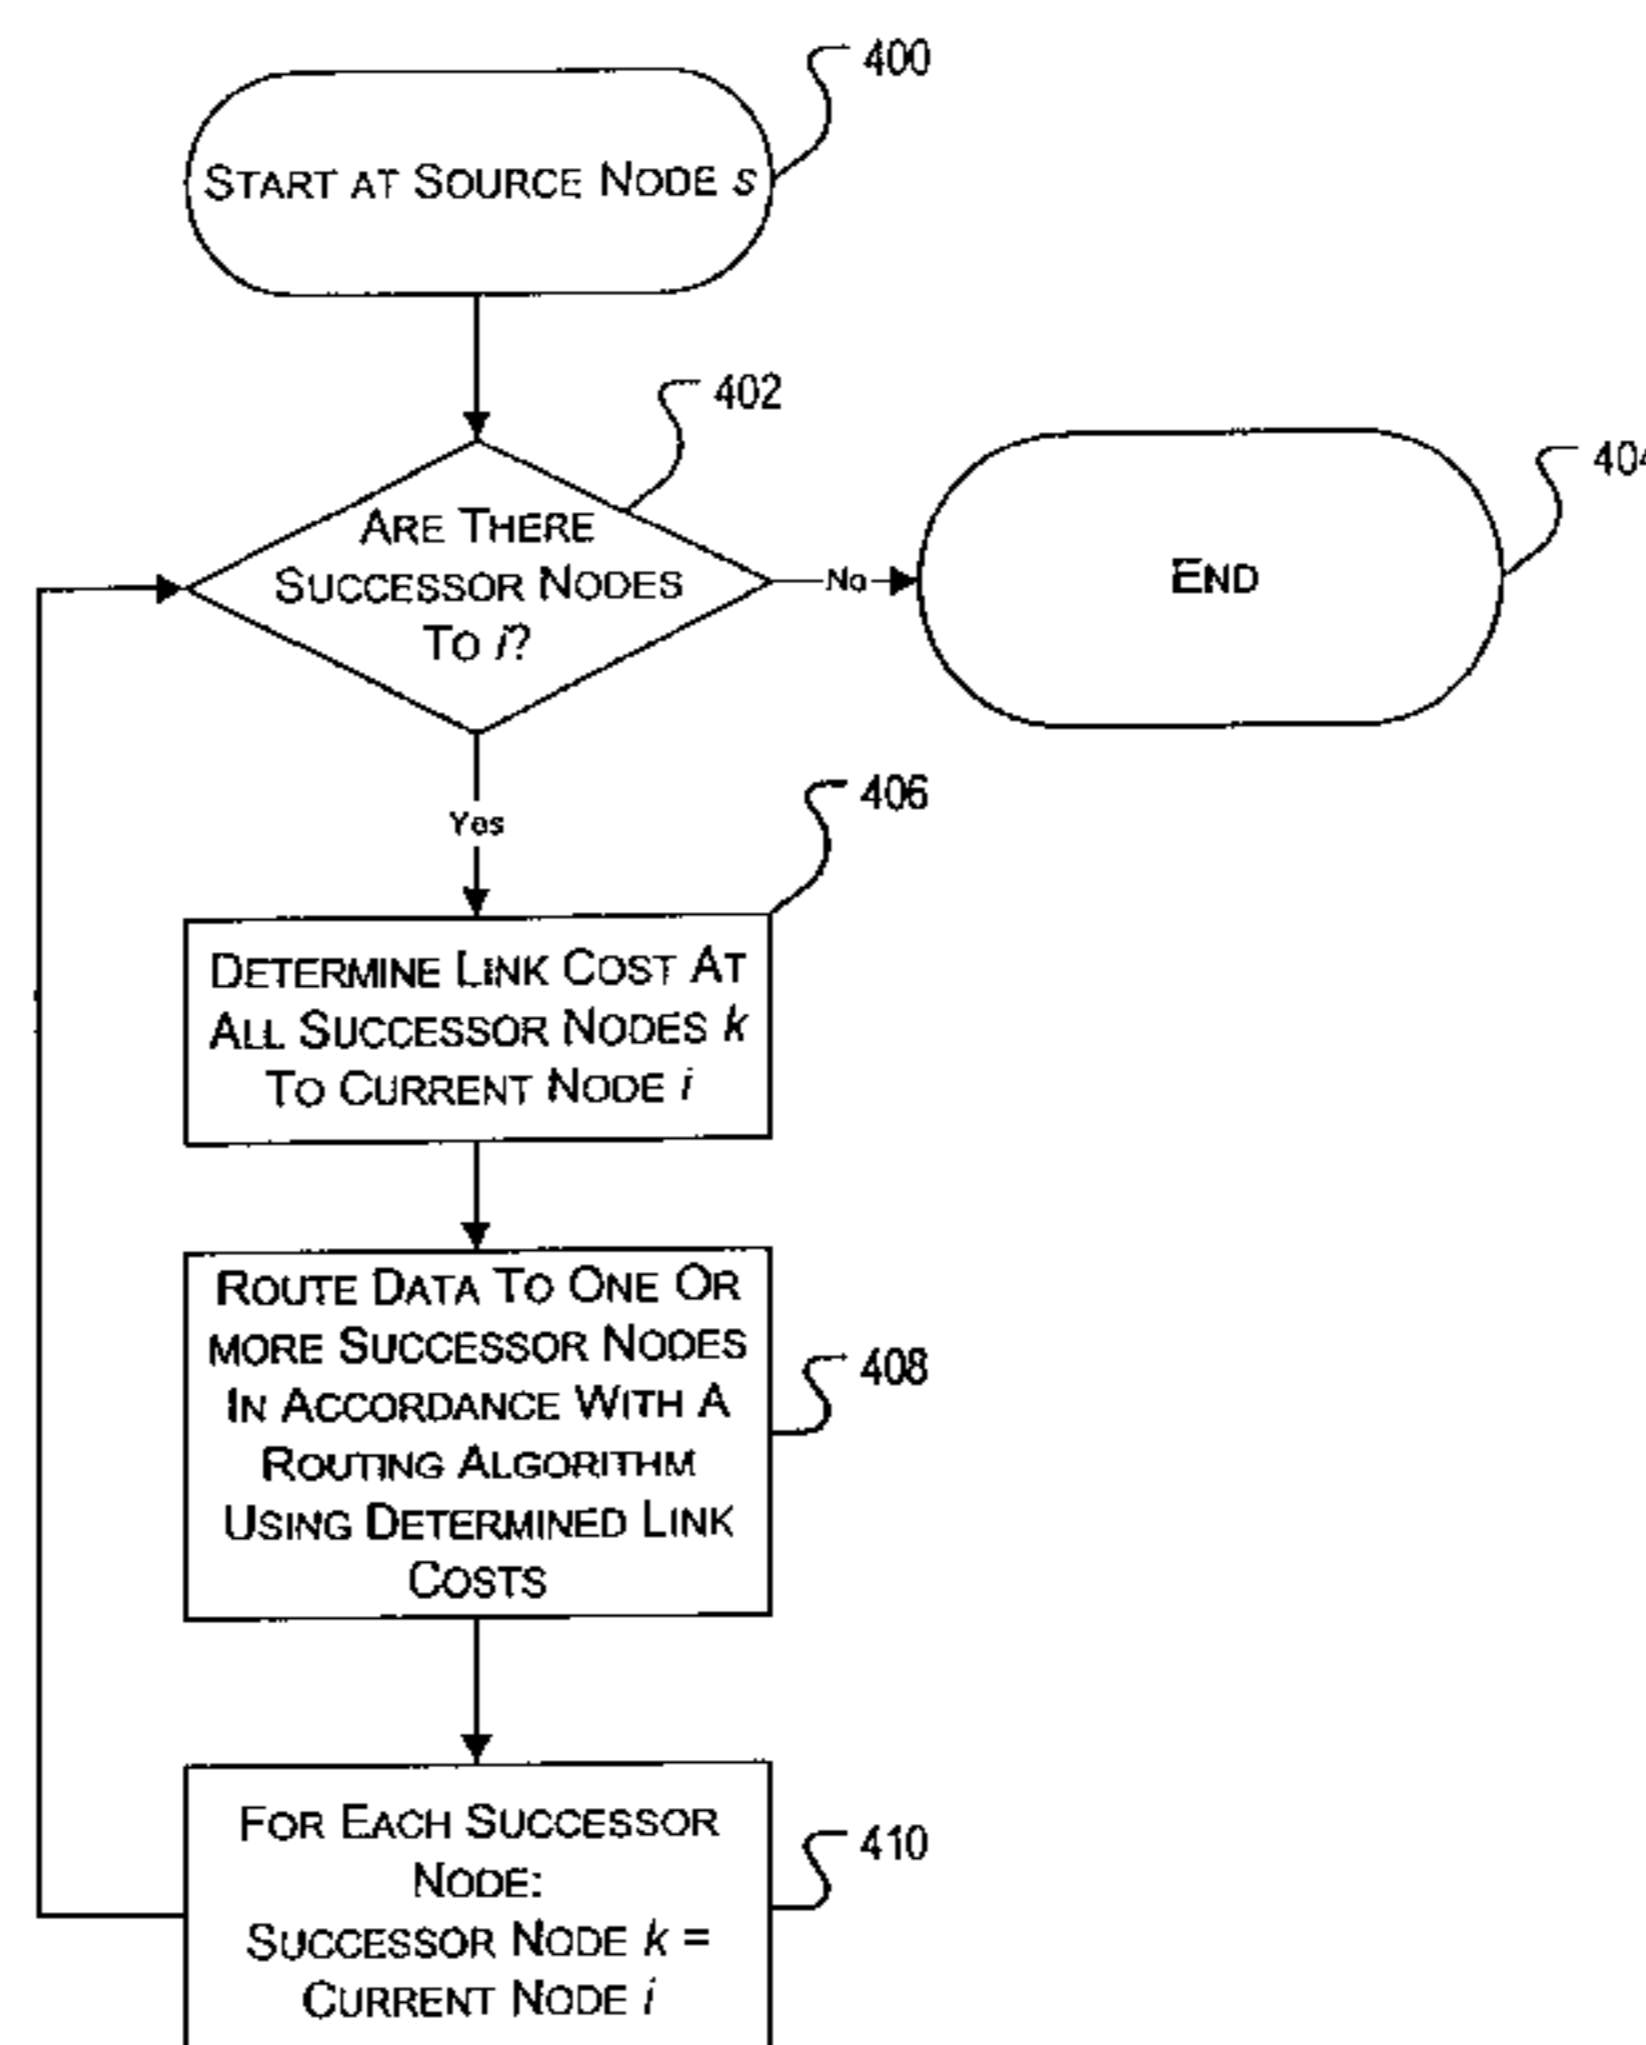 400
START AT SOURCE NODE s
402
ARE THERE
SUCCESSOR NODES
TO i?
No
END
404
Yes
406
DETERMINE LINK COST AT
ALL SUCCESSOR NODES k
TO CURRENT NODE i
ROUTE DATA TO ONE OR
MORE SUCCESSOR NODES
IN ACCORDANCE WITH A
ROUTING ALGORITHM
USING DETERMINED LINK
COSTS
408
FOR EACH SUCCESSOR
NODE:
SUCCESSOR NODE k =
CURRENT NODE i
410